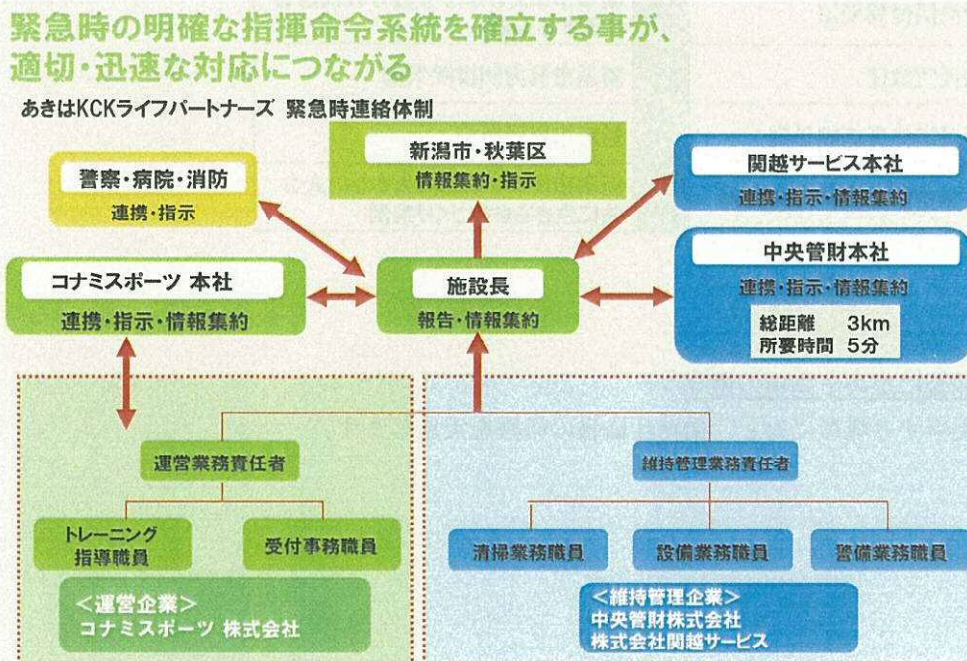 緊急時の明確な指揮命令系統を確立する事が、
適切・迅速な対応につながる
あきはKCKライフパートナーズ 緊急時連絡体制
警察・病院・消防
連携・指示
新潟市・秋葉区
情報集約・指示
関越サービス本社
連携・指示・情報集約
コナミスポーツ 本社
連携・指示・情報集約
施設長
報告・情報集約
中央管財本社
連携・指示・情報集約
総距離 3km
所要時間 5分
運営業務責任者
トレーニング
指導職員
受付事務職員
<運営企業>
コナミスポーツ 株式会社
維持管理業務責任者
清掃業務職員
設備業務職員
警備業務職員
<維持管理企業>
中央管財株式会社
株式会社関越サービス